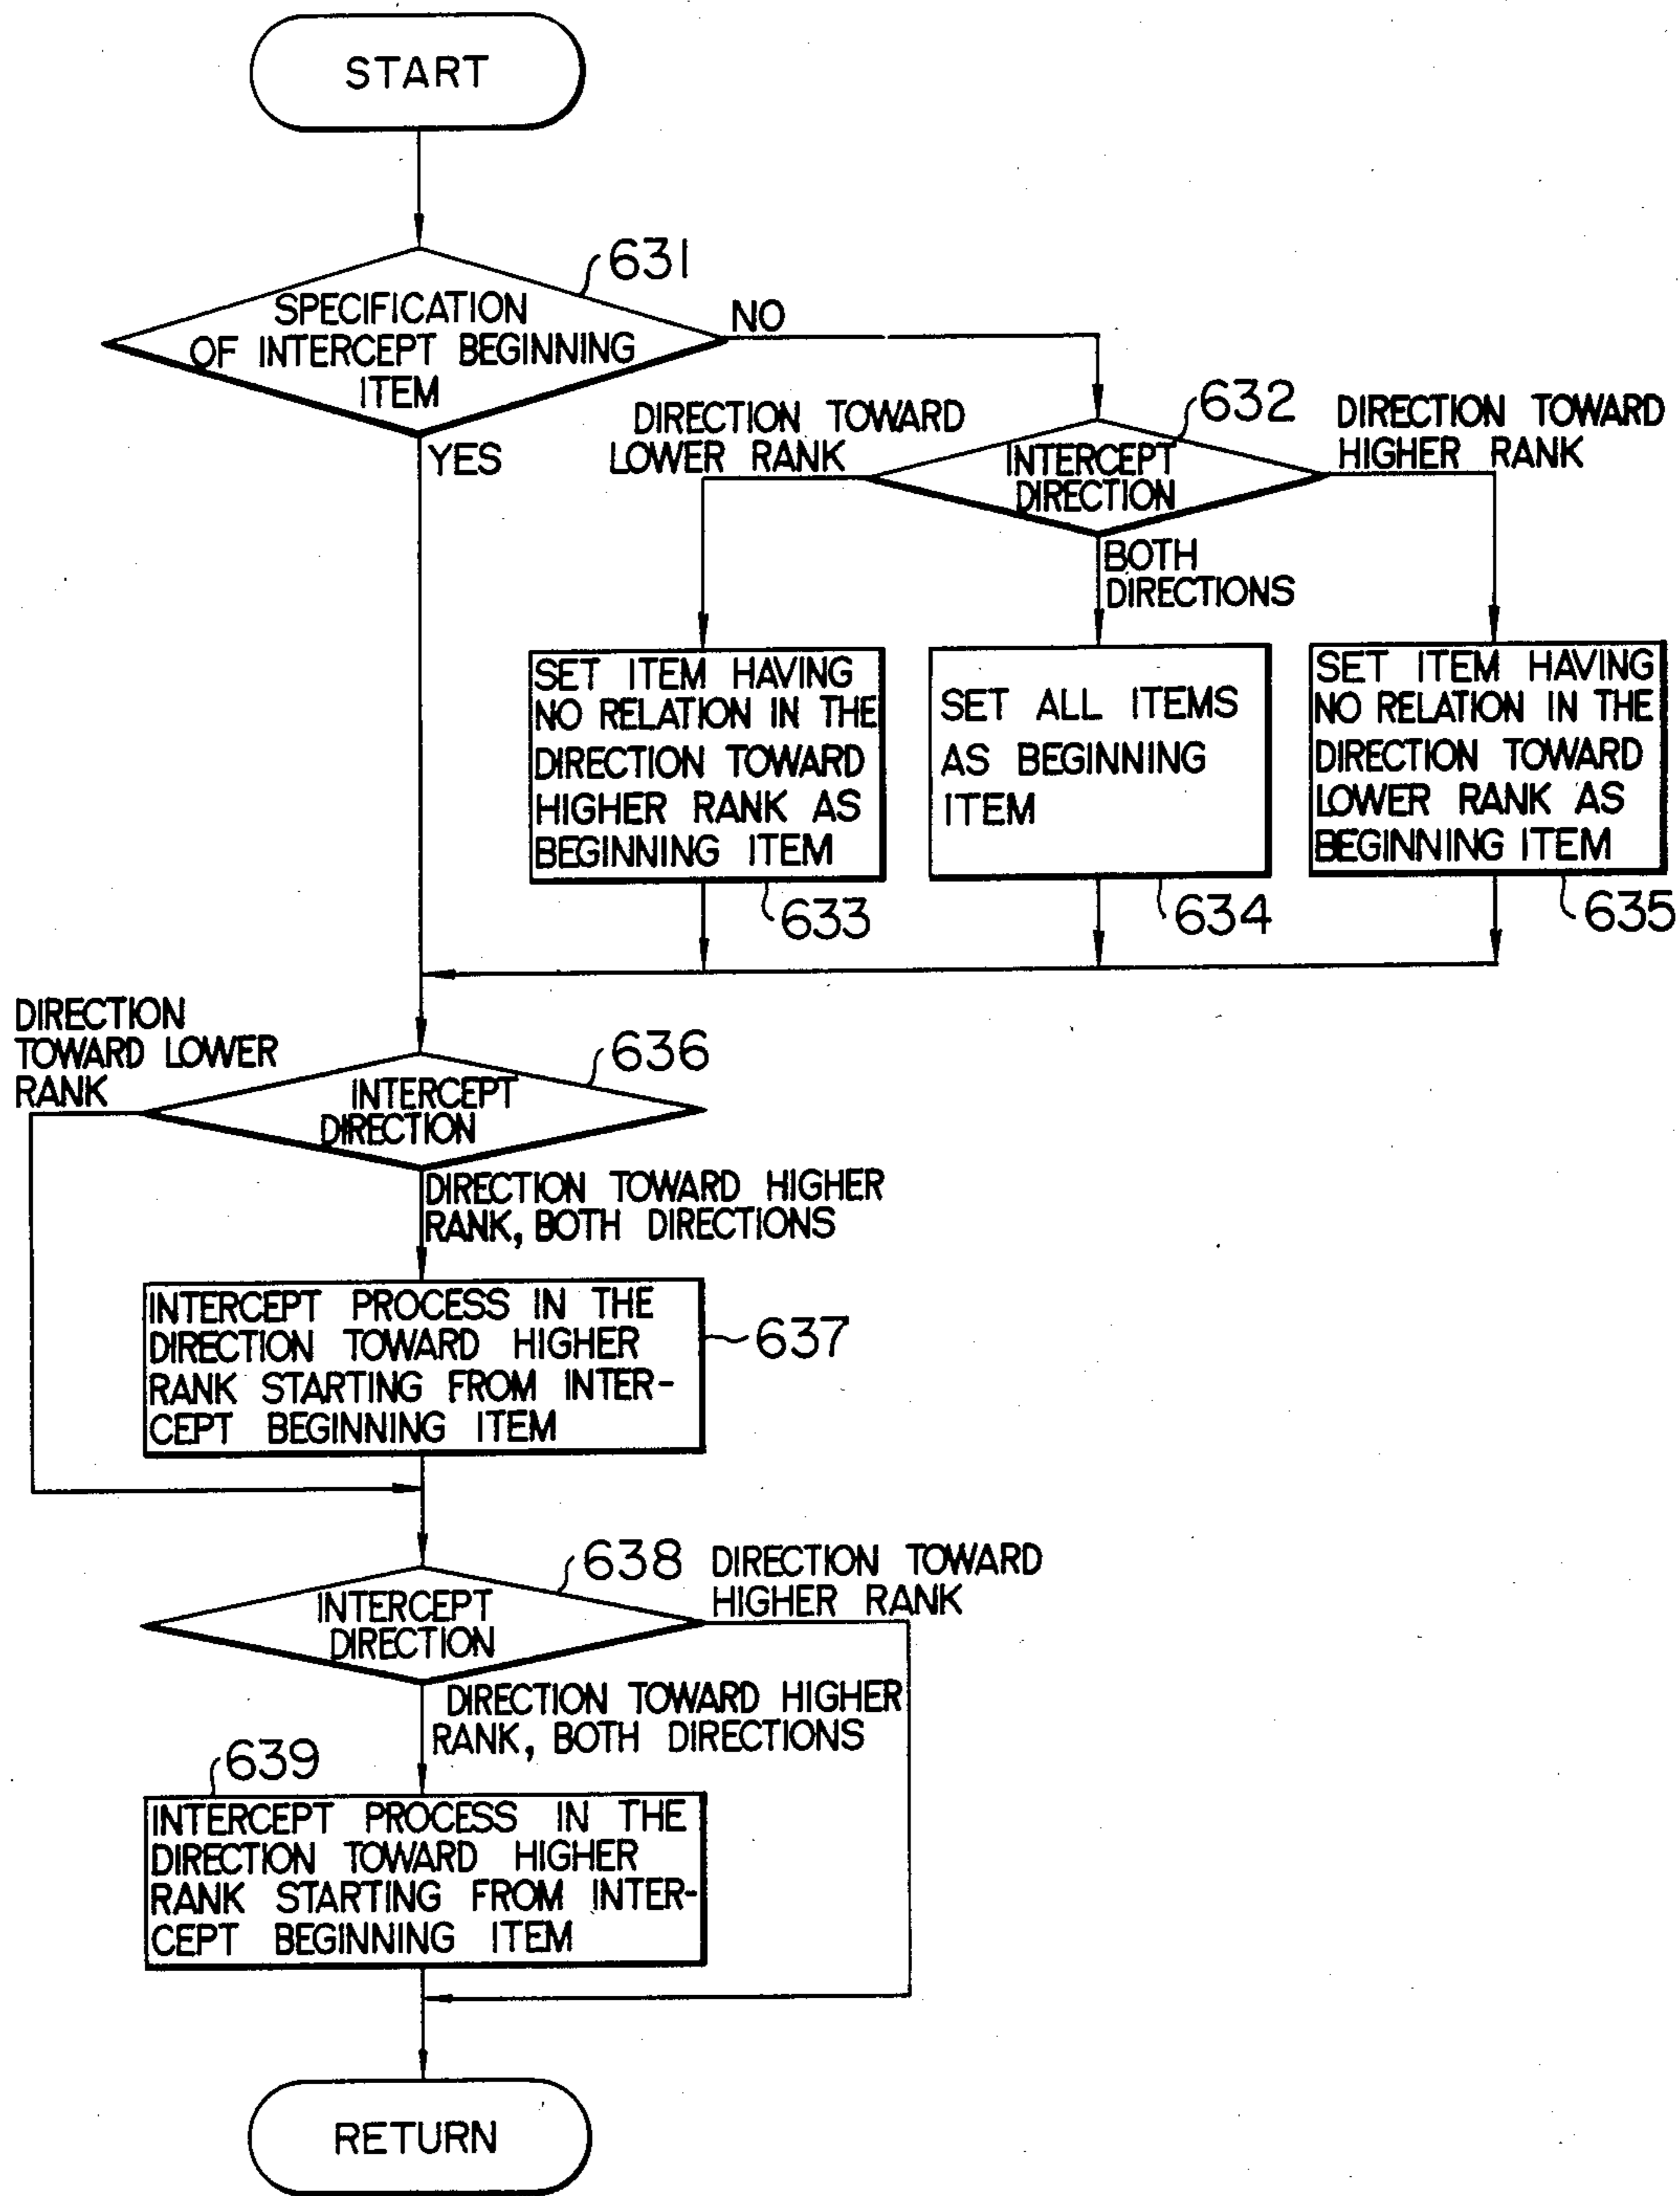 START
631
SPECIFICATION
OF INTERCEPT BEGINNING
ITEM
NO
YES
632
DIRECTION TOWARD
LOWER RANK
INTERCEPT
DIRECTION
DIRECTION TOWARD
HIGHER RANK
BOTH
DIRECTIONS
SET ITEM HAVING
NO RELATION IN THE
DIRECTION TOWARD
HIGHER RANK AS
BEGINNING ITEM
633
SET ALL ITEMS
AS BEGINNING
ITEM
634
SET ITEM HAVING
NO RELATION IN THE
DIRECTION TOWARD
LOWER RANK AS
BEGINNING ITEM
635
DIRECTION
TOWARD LOWER
RANK
636
INTERCEPT
DIRECTION
DIRECTION TOWARD HIGHER
RANK, BOTH DIRECTIONS
INTERCEPT PROCESS IN THE
DIRECTION TOWARD HIGHER
RANK STARTING FROM INTER-
CEPT BEGINNING ITEM
637
638
DIRECTION TOWARD
HIGHER RANK
INTERCEPT
DIRECTION
DIRECTION TOWARD HIGHER
RANK, BOTH DIRECTIONS
639
INTERCEPT PROCESS IN THE
DIRECTION TOWARD HIGHER
RANK STARTING FROM INTER-
CEPT BEGINNING ITEM
RETURN